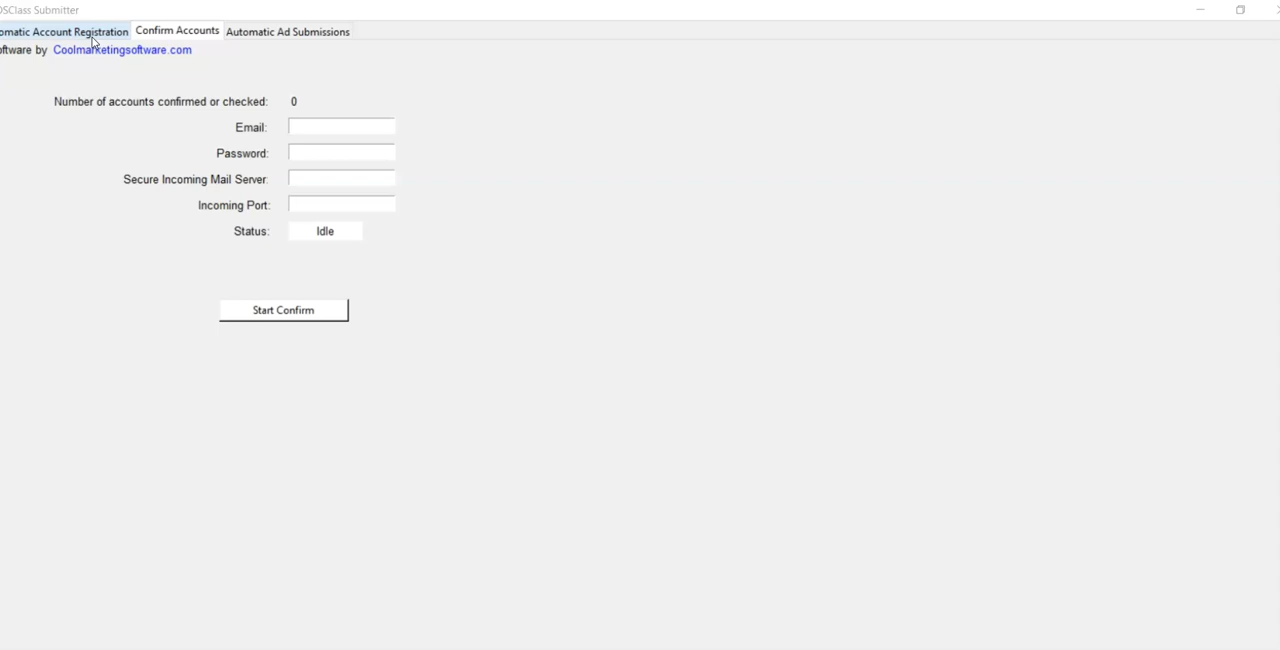 OSClass Submitter
omatic Account Registration Confirm Accounts Automatic Ad Submissions
oftware by Coolmarketingsoftware.com
Number of accounts confirmed or checked: 0
Email:
Password:
Secure Incoming Mail Server:
Incoming Port:
Status: Idle
Start Confirm